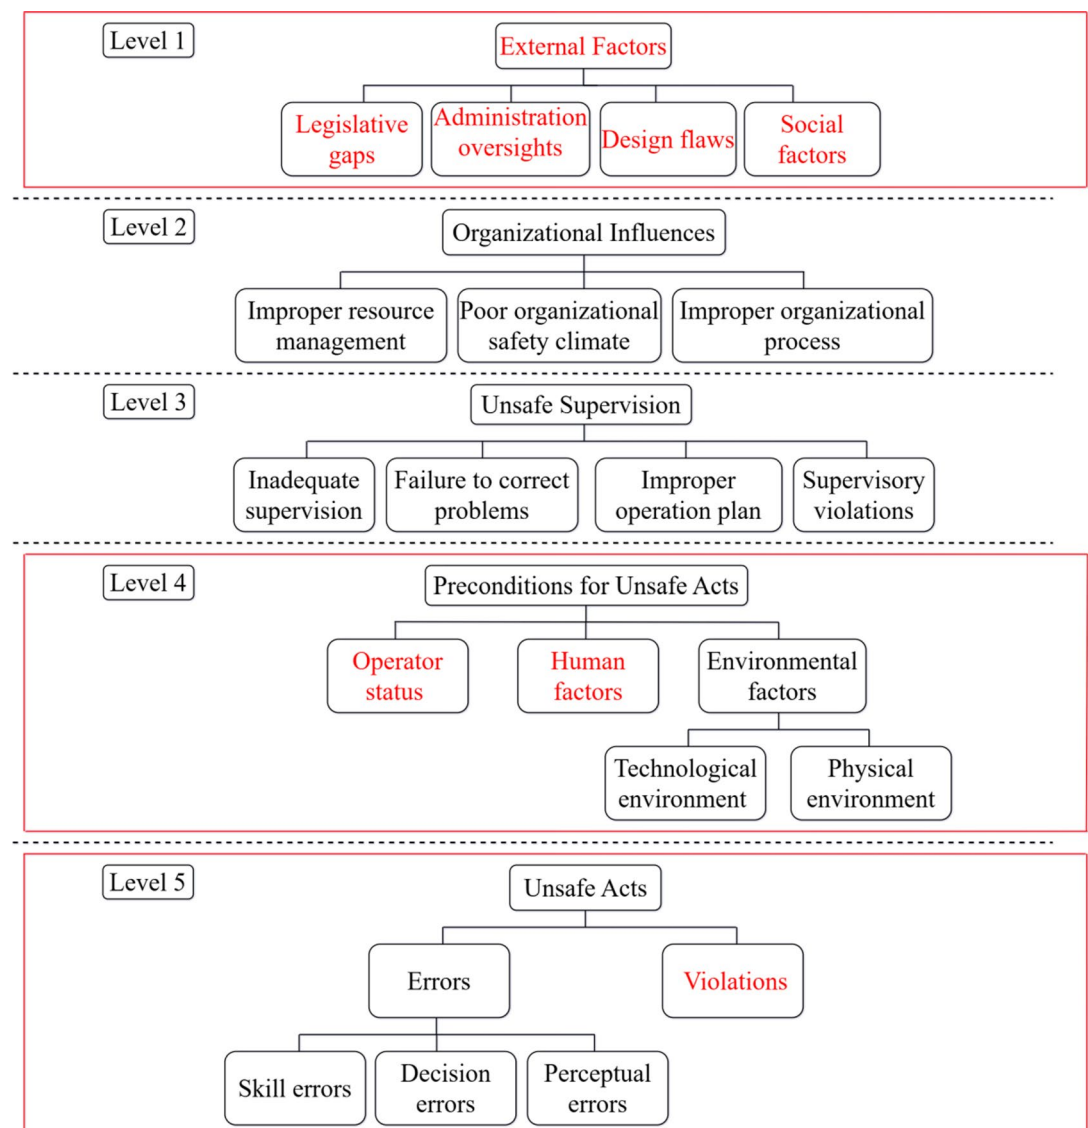 Level 1
External Factors
Legislative
gaps
Administration
oversights
Design flaws
Social
factors
Level 2
Organizational Influences
Improper resource
management
Poor organizational
safety climate
Improper organizational
process
Level 3
Unsafe Supervision
Inadequate
supervision
Failure to correct
problems
Improper
operation plan
Supervisory
violations
Level 4
Preconditions for Unsafe Acts
Operator
status
Human
factors
Environmental
factors
Technological
environment
Physical
environment
Level 5
Unsafe Acts
Errors
Violations
Skill errors
Decision
errors
Perceptual
errors